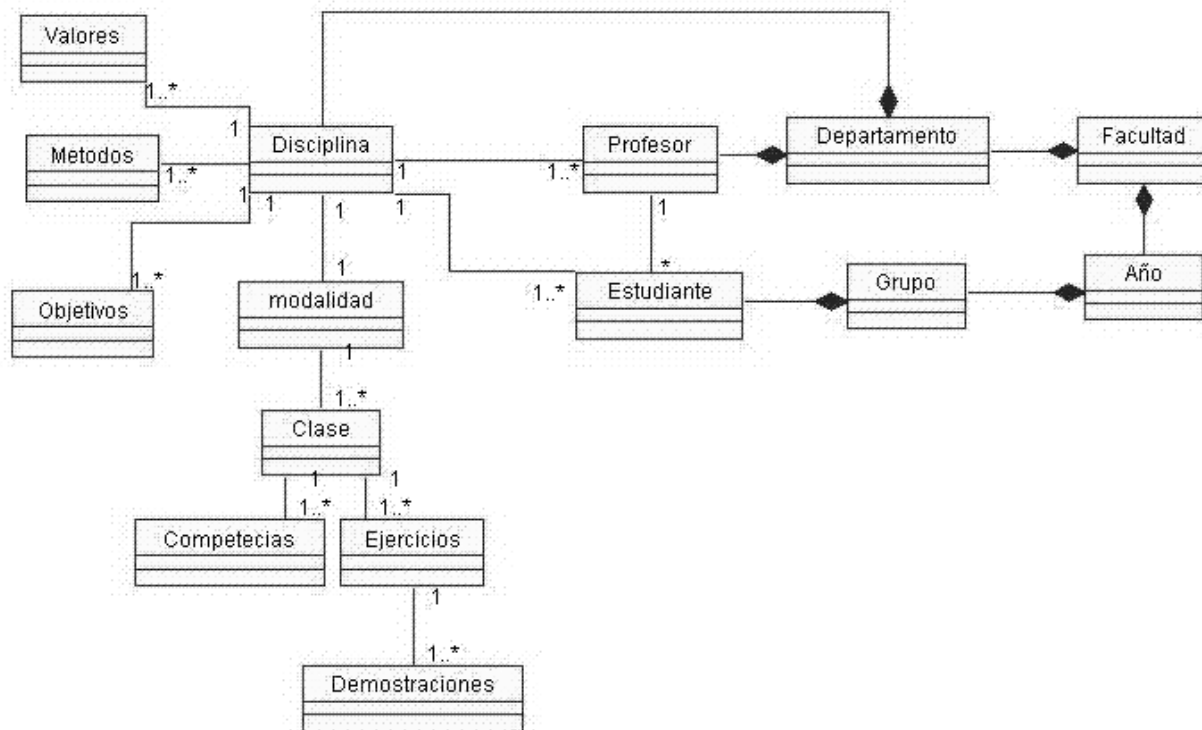 Valores
1..*
1
Disciplina
Profesor
Departamento
Facultad
Metodos
1..*
1
1..*
1
1
1
1
1
*
1..*
Objetivos
1..*
1
modalidad
Estudiante
Grupo
Año
1
1..*
Clase
1
1
1..*
1..*
Competecias
Ejercicios
1
1..*
Demostraciones